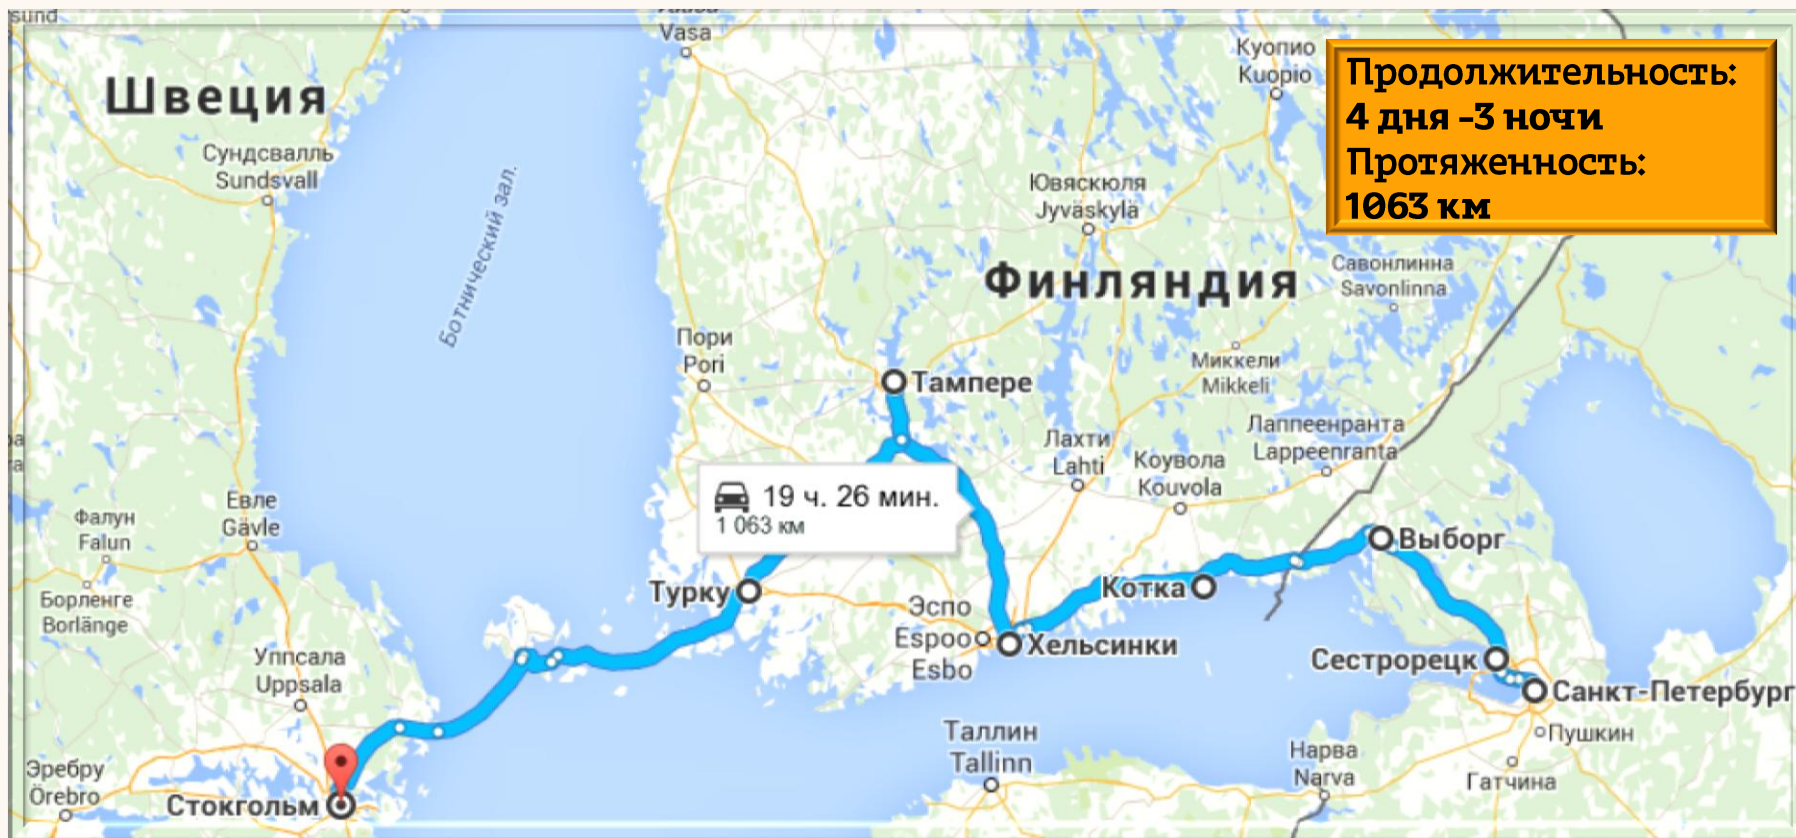 sund
Vasa
Куопио
Kuopio
Продолжительность:
4 дня -3 ночи
Протяженность:
1063 км
Швеция
Сундсвалль
Sundsvall
Ботнический зал.
Ювяскюля
Jyväskylä
Финляндия
Савонлинна
Savonlinna
Пори
Pori
Миккели
Mikkeli
Тампере
Лаппеенранта
Lappeenranta
Лахти
Lahti
Коувола
Kouvola
19 ч. 26 мин.
1 063 км
Евле
Gävle
Фалун
Falun
Выборг
Котка
Турку
Борленге
Borlänge
Эспо
Espoo
Esbo
Хельсинки
Уппсала
Uppsala
Сестрорецк
Санкт-Петербург
Пушкин
Таллин
Tallinn
Нарва
Narva
Гатчина
Эребру
Örebro
Стокгольм